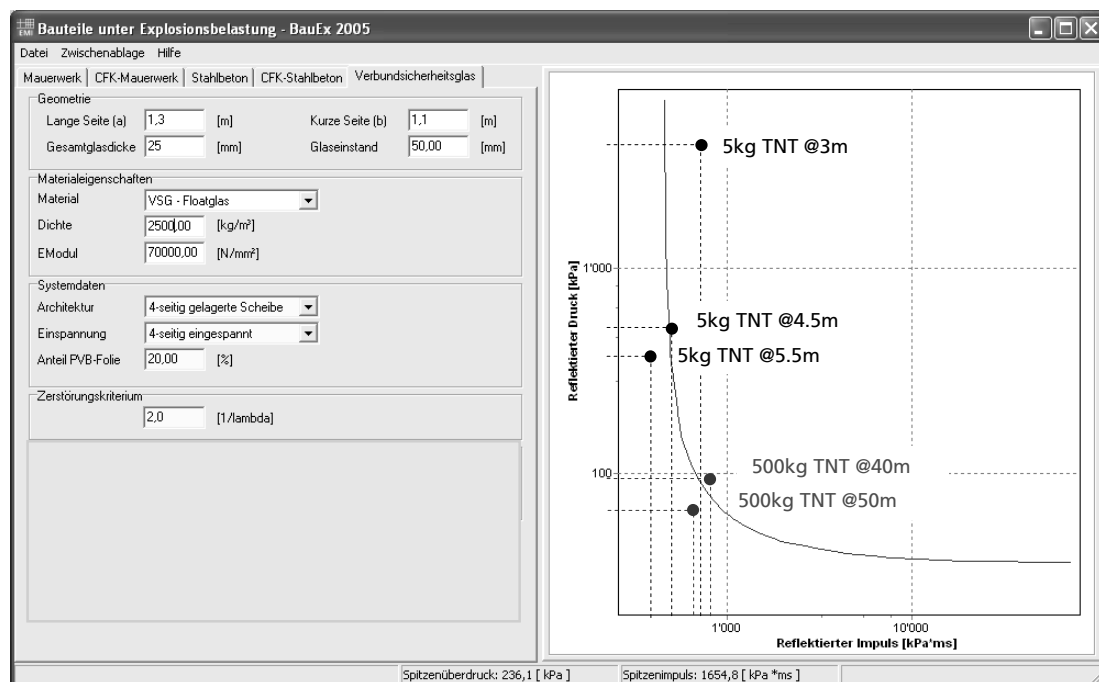 EMI Bauteile unter Explosionsbelastung - BauEx 2005
Datei Zwischenablage Hilfe
Mauerwerk CFK-Mauerwerk Stahlbeton CFK-Stahlbeton Verbundsicherheitsglas
Geometrie
Lange Seite (a) 1,3 [m] Kurze Seite (b) 1,1 [m]
Gesamtglasdicke 25 [mm] Glaseinstand 50,00 [mm]
Materialeigenschaften
Material VSG - Floatglas
Dichte 2500,00 [kg/m³]
EModul 70000,00 [N/mm²]
Systemdaten
Architektur 4-seitig gelagerte Scheibe
Einspannung 4-seitig eingespannt
Anteil PVB-Folie 20,00 [%]
Zerstörungskriterium
2,0 [1/lambda]
Reflektierter Druck [kPa]
1'000
100
5kg TNT @3m
5kg TNT @4.5m
5kg TNT @5.5m
500kg TNT @40m
500kg TNT @50m
1'000 10'000
Reflektierter Impuls [kPa*ms]
Spitzenüberdruck: 236,1 [ kPa ] Spitzenimpuls: 1654,8 [ kPa *ms ]